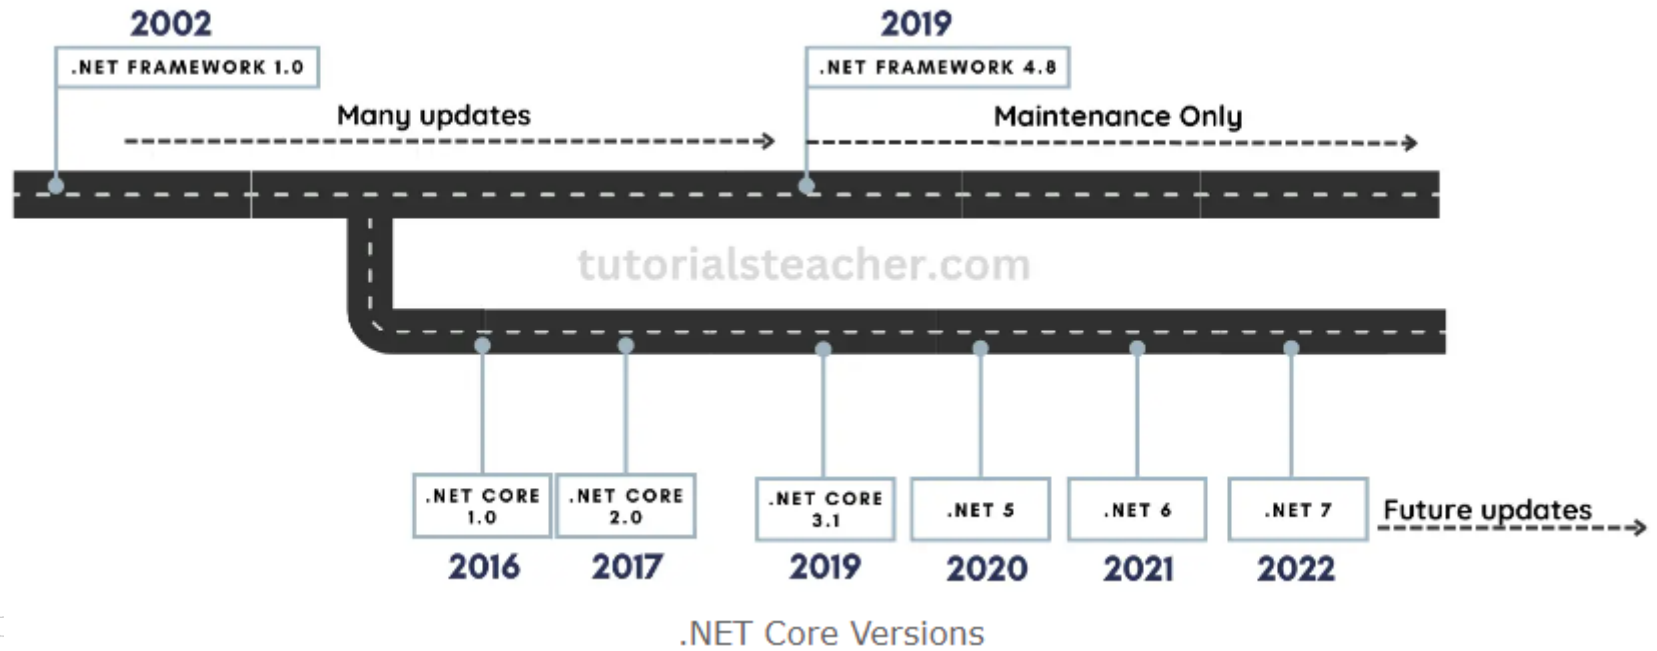 2002
2019
.NET FRAMEWORK 1.0
.NET FRAMEWORK 4.8
Many updates
Maintenance Only
tutorialsteacher.com
.NET CORE
1.0
.NET CORE
2.0
.NET CORE
3.1
.NET 5
.NET 6
.NET 7
Future updates
2016
2017
2019
2020
2021
2022
.NET Core Versions